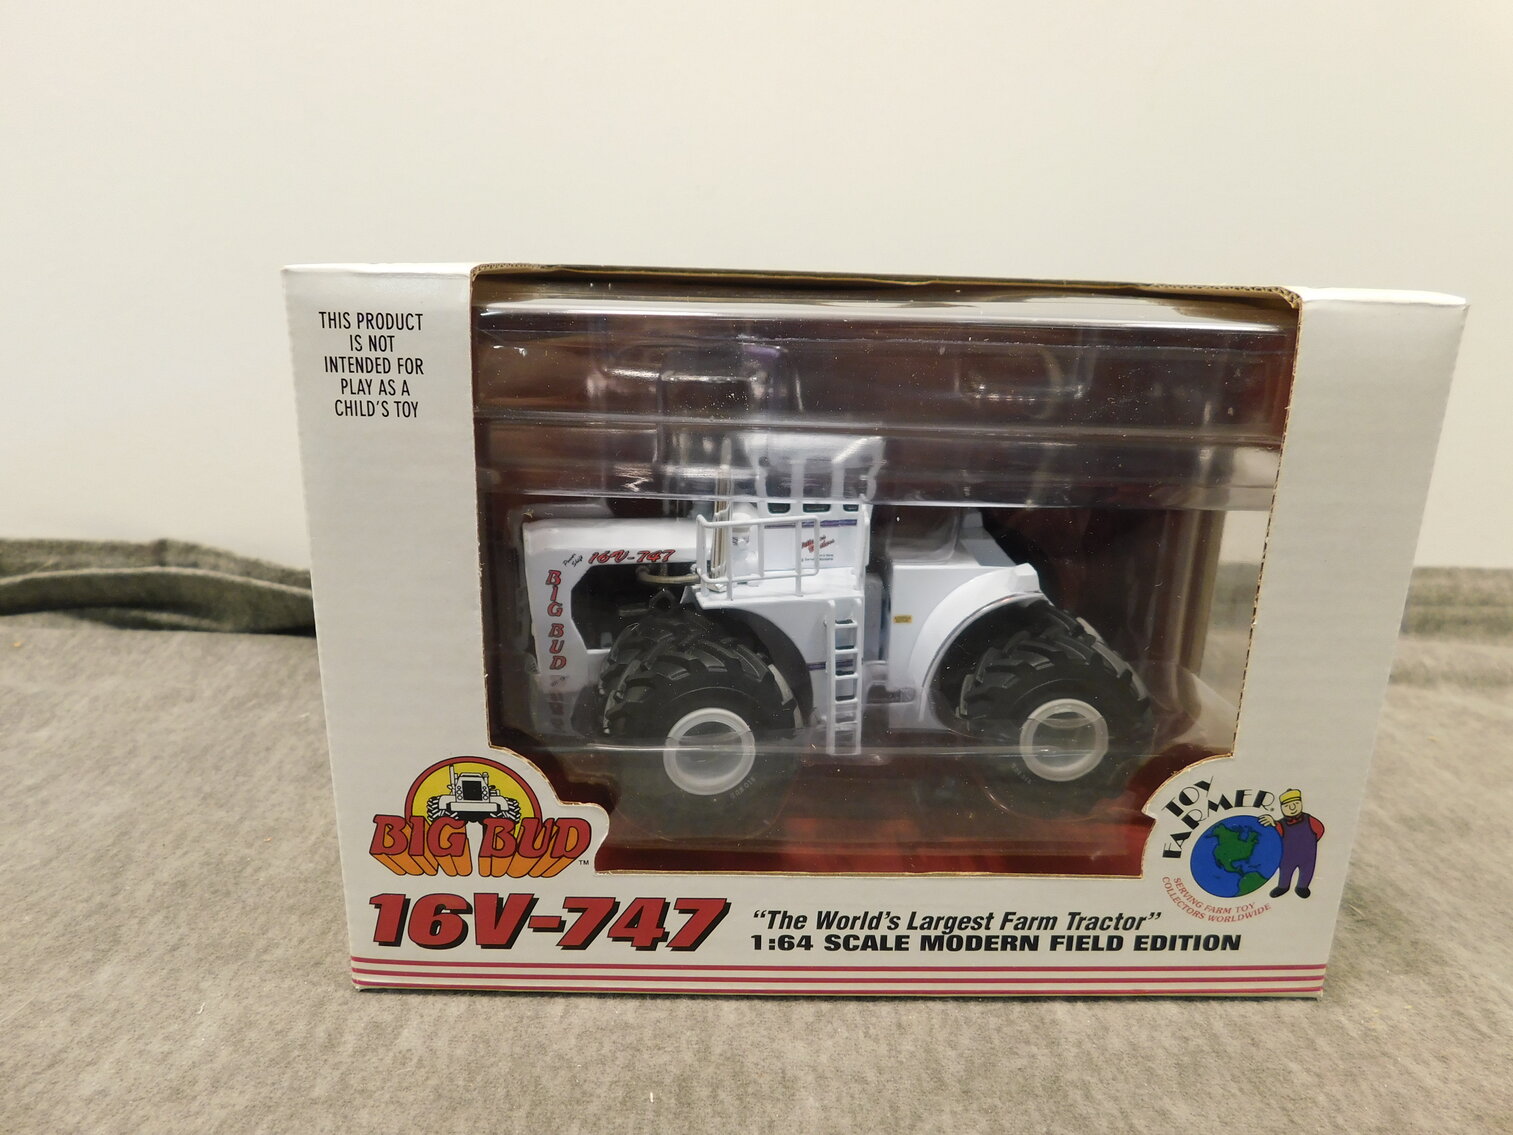 THIS PRODUCT
IS NOT
INTENDED FOR
PLAY AS A
CHILD'S TOY
16V-747
BIG BUD
BIG BUD™
16V-747
"The World's Largest Farm Tractor"
1:64 SCALE MODERN FIELD EDITION
TOY
FARMER®
SERVING FARM TOY
COLLECTORS WORLDWIDE